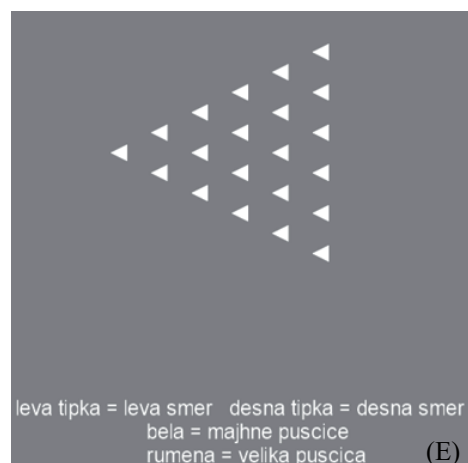 leva tipka = leva smer desna tipka = desna smer
bela = majhne puscice
rumena = velika puscica
(E)